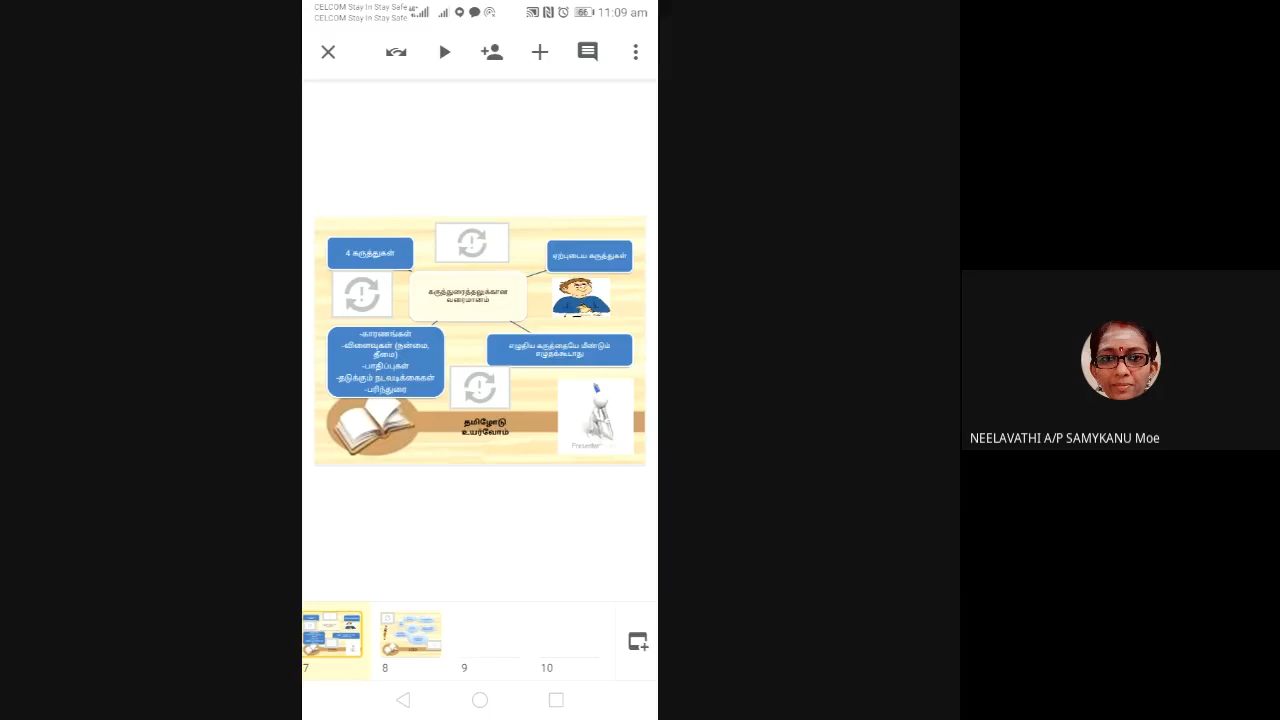 CELCOM Stay In Stay Safe
CELCOM Stay In Stay Safe
66
11:09 am
4 கருத்துகள்
ஏற்புடைய கருத்துகள்
கருத்துரைத்தலுக்கான
வரைமானம்
-காரணங்கள்
-விளைவுகள் (நன்மை,
தீமை)
-பாதிப்புகள்
-தடுக்கும் நடவடிக்கைகள்
-பரிந்துரை
எழுதிய கருத்தையே மீண்டும்
எழுதக்கூடாது
தமிழோடு
உயர்வோம்
Presenter
NEELAVATHI A/P SAMYKANU Moe
7
8
9
10